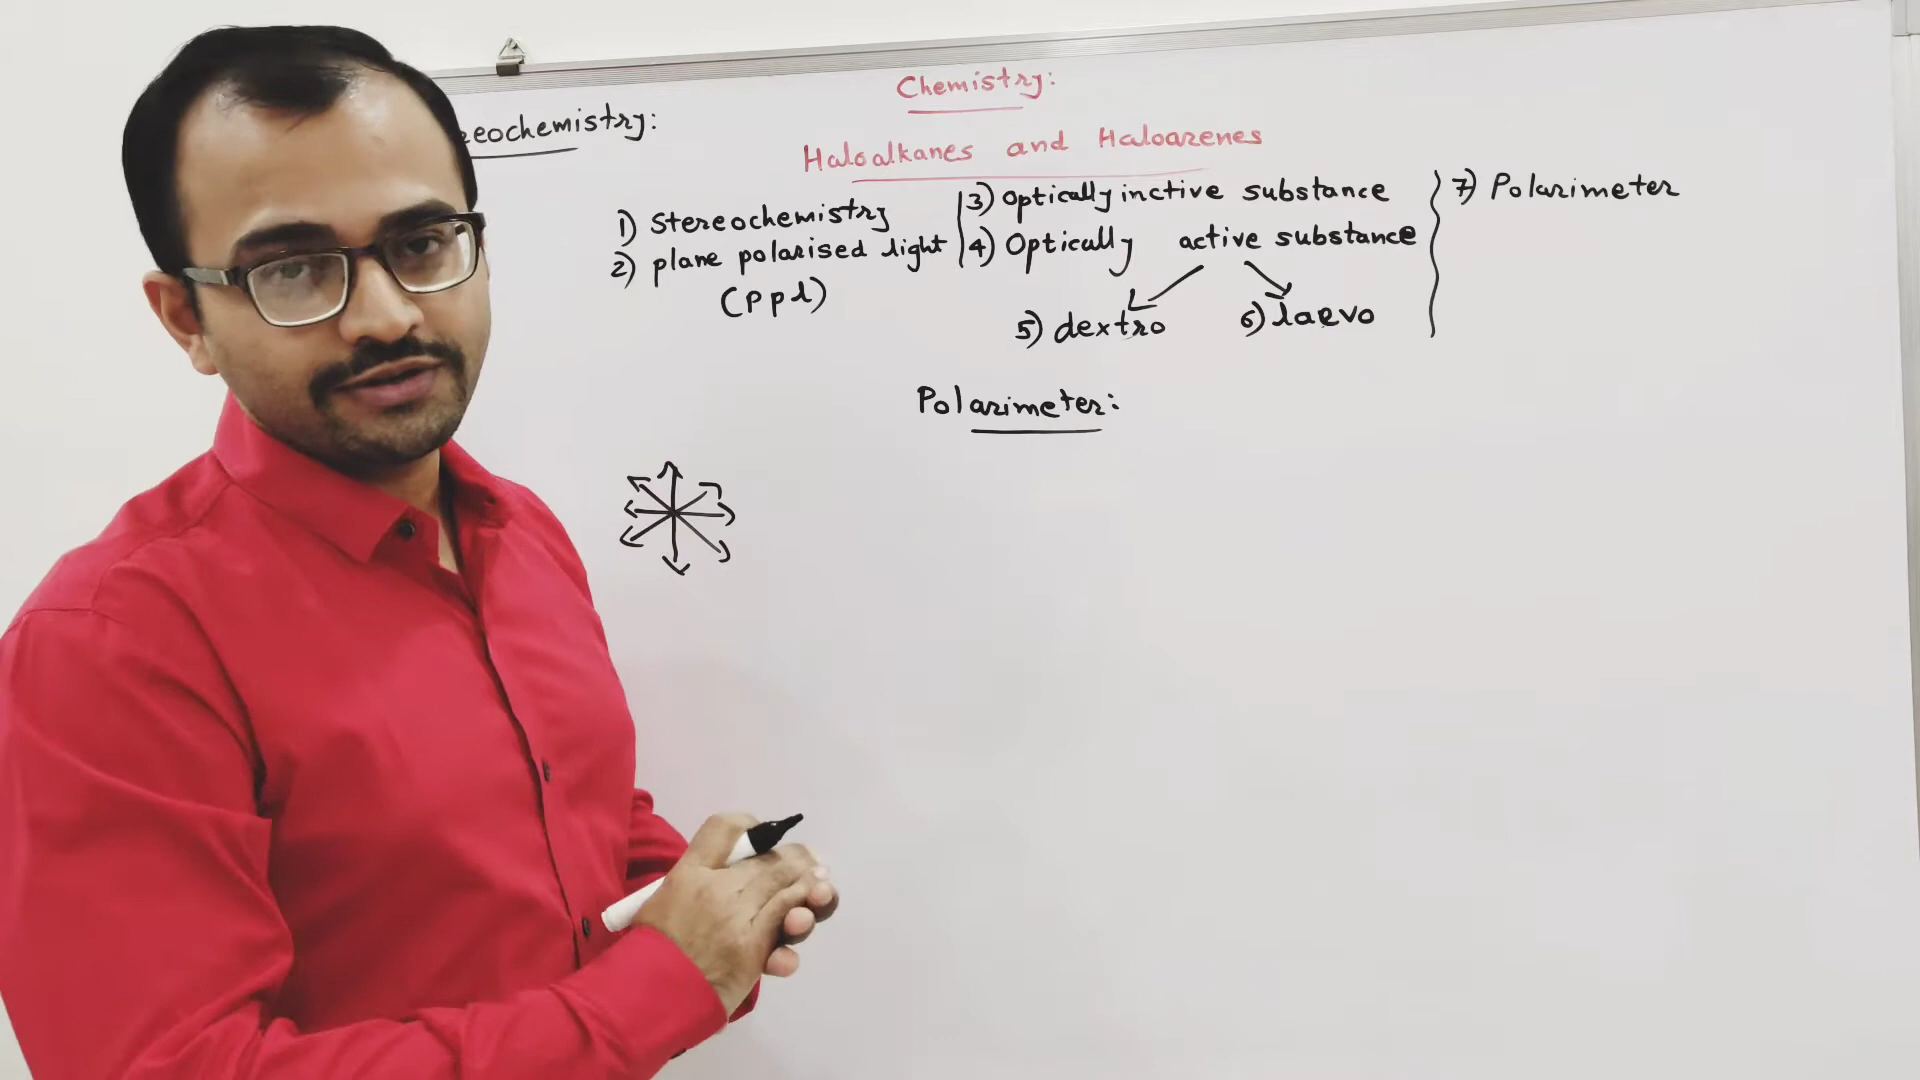 Chemistry:
eochemistry:
Haloalkanes and Haloarenes
1) Stereochemistry
2) plane polarised light
(ppl)
3) Optically inctive substance
4) Optically active substance
5) dextro 6) laevo
7) Polarimeter
Polarimeter: